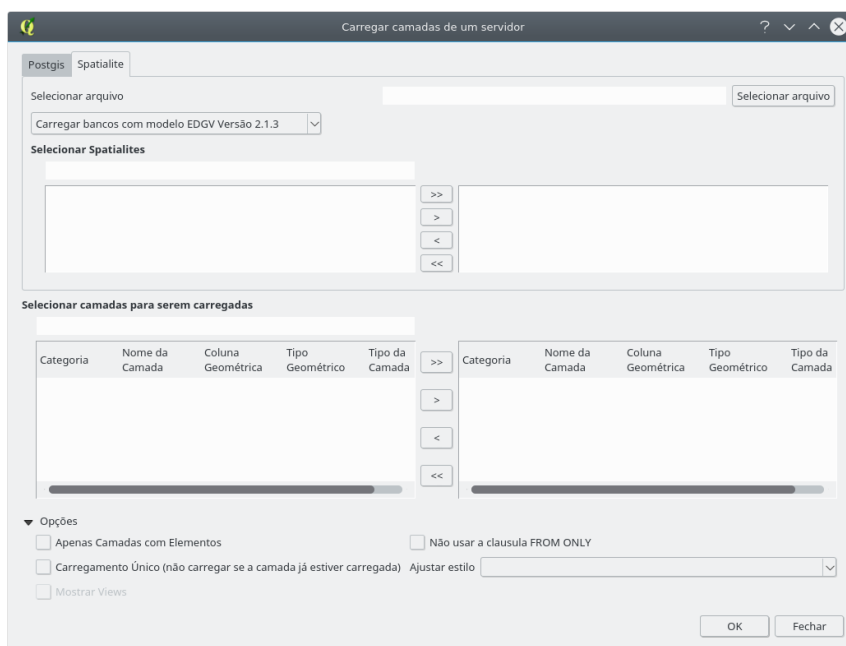 Carregar camadas de um servidor
Postgis Spatialite
Selecionar arquivo Selecionar arquivo
Carregar bancos com modelo EDGV Versão 2.1.3
Selecionar Spatialites
>>
>
<
<<
Selecionar camadas para serem carregadas
Categoria Nome da Camada Coluna Geométrica Tipo Geométrico Tipo da Camada >> Categoria Nome da Camada Coluna Geométrica Tipo Geométrico Tipo da Camada
>
<
<<
Opções
Apenas Camadas com Elementos Não usar a clausula FROM ONLY
Carregamento Único (não carregar se a camada já estiver carregada) Ajustar estilo
Mostrar Views
OK Fechar